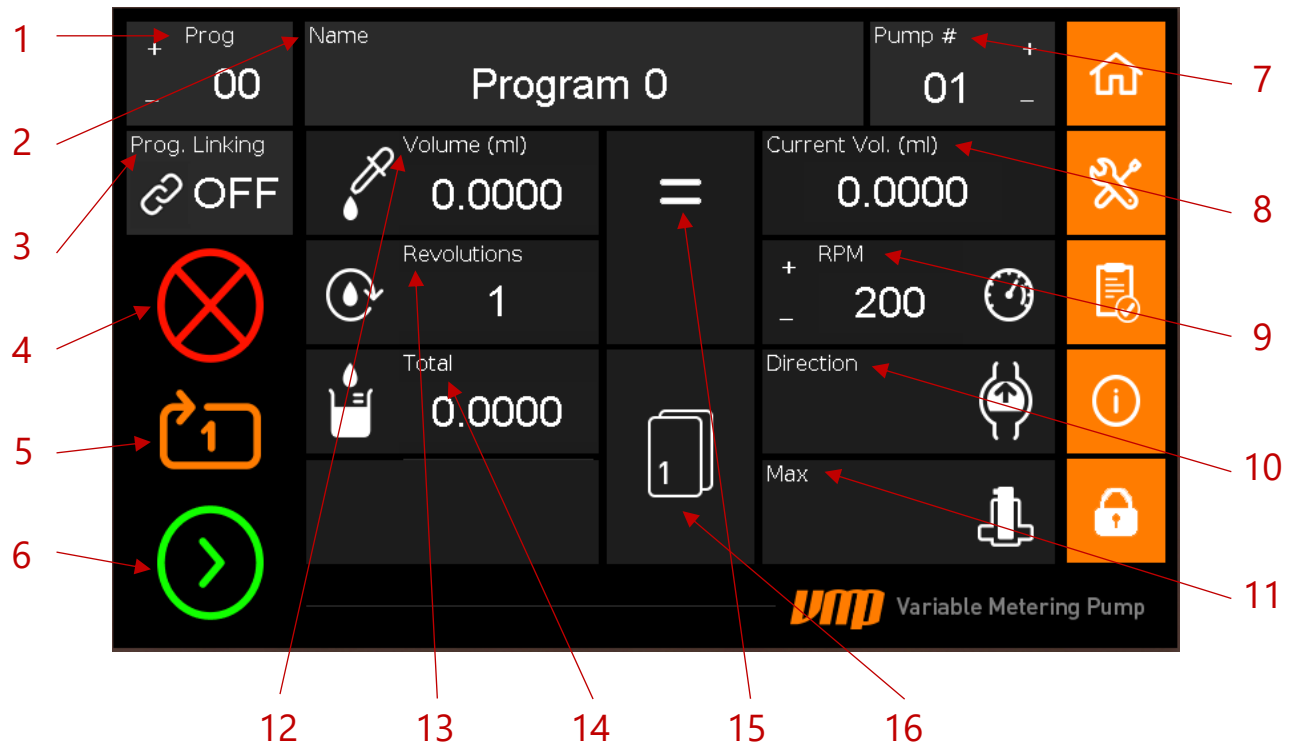 1
Prog
+
00
_
2
Name
Program 0
Pump #
+
01
_
7
3
Prog. Linking
OFF
Volume (ml)
0.0000
=
Current Vol. (ml)
0.0000
8
4
Revolutions
1
+
RPM
200
_
9
5
1
Total
0.0000
1
Direction
i
10
6
Max
11
vmp Variable Metering Pump
12
13
14
15
16